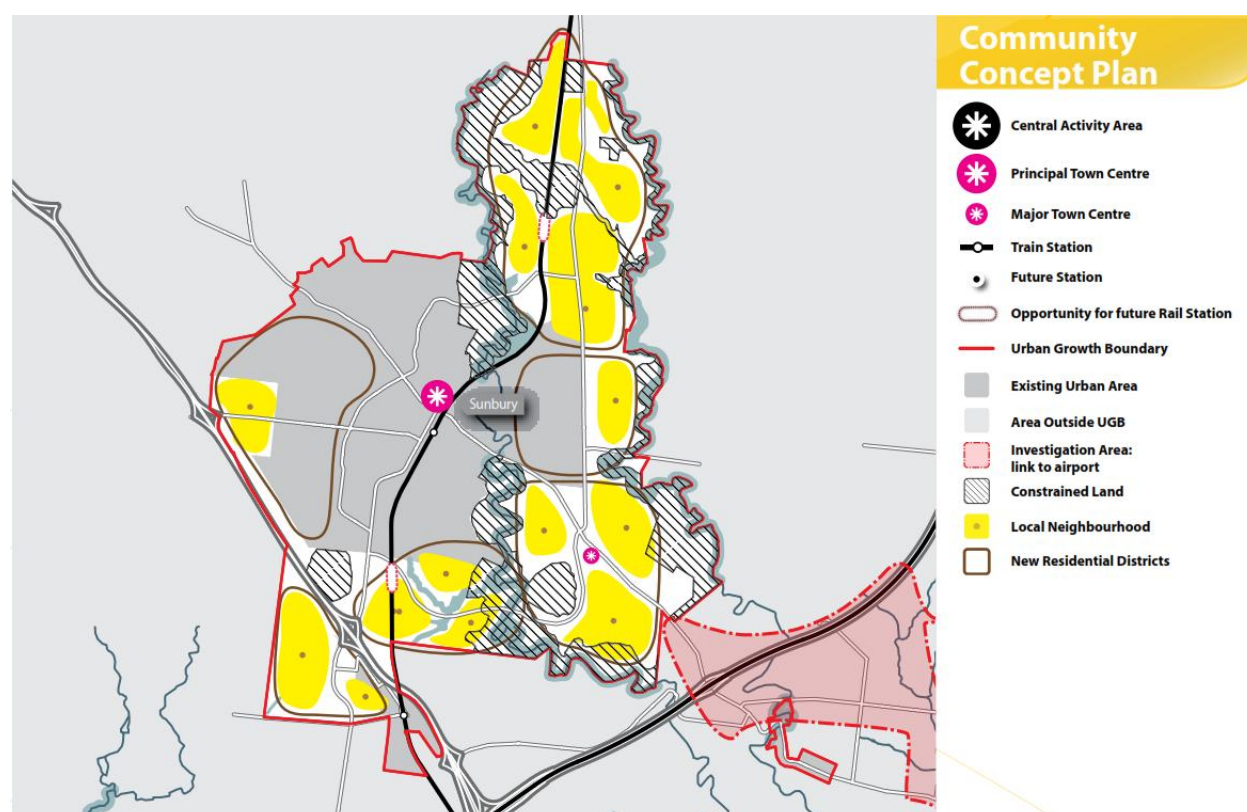 Community
Concept Plan
Central Activity Area
Principal Town Centre
Major Town Centre
Train Station
Future Station
Opportunity for future Rail Station
Urban Growth Boundary
Existing Urban Area
Area Outside UGB
Investigation Area:
link to airport
Constrained Land
Local Neighbourhood
New Residential Districts
Sunbury